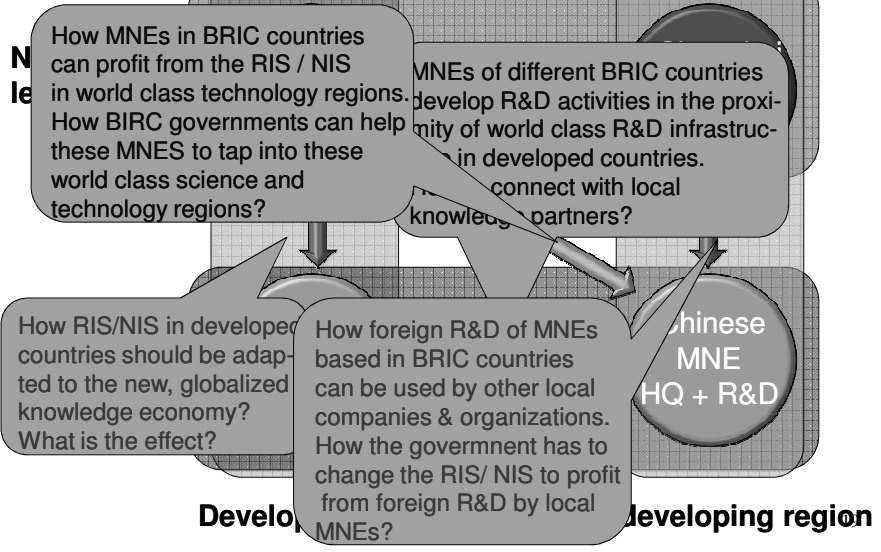 How MNEs in BRIC countries
can profit from the RIS / NIS
in world class technology regions.
How BIRC governments can help
these MNES to tap into these
world class science and
technology regions?
MNEs of different BRIC countries
develop R&D activities in the proxi-
mity of world class R&D infrastruc-
in developed countries.
connect with local
knowledge partners?
How RIS/NIS in developed
countries should be adap-
ted to the new, globalized
knowledge economy?
What is the effect?
How foreign R&D of MNEs
based in BRIC countries
can be used by other local
companies & organizations.
How the govermnent has to
change the RIS/ NIS to profit
from foreign R&D by local
MNEs?
Chinese
MNE
HQ + R&D
developing region